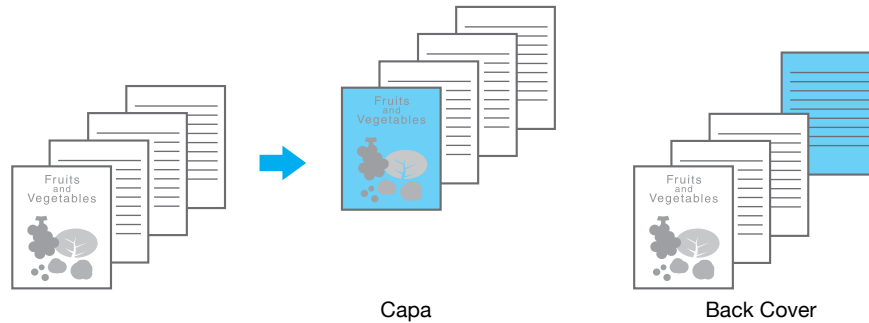 Fruits
and
Vegetables
Fruits
and
Vegetables
Fruits
and
Vegetables
Capa
Back Cover